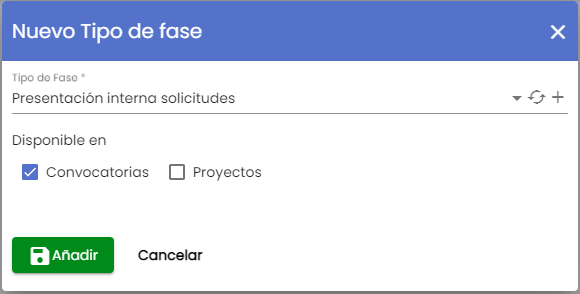 Nuevo Tipo de fase
Tipo de Fase *
Presentación interna solicitudes
Disponible en
Convocatorias Proyectos
Añadir Cancelar